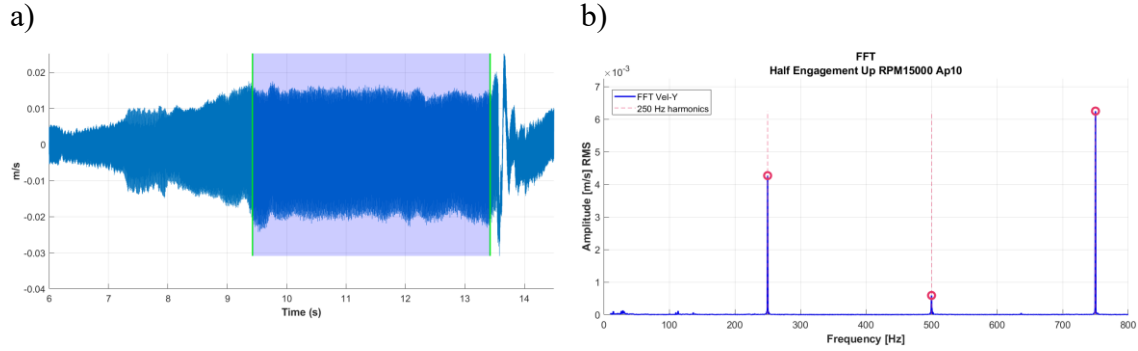 a)
0.02
0.01
0
-0.01
-0.02
-0.03
-0.04
m/s
6 7 8 9 10 11 12 13 14
Time (s)
b)
FFT
Half Engagement Up RPM15000 Ap10
×10⁻³
7
6
5
4
3
2
1
0
Amplitude [m/s] RMS
FFT Vel-Y
250 Hz harmonics
0 100 200 300 400 500 600 700 800
Frequency [Hz]